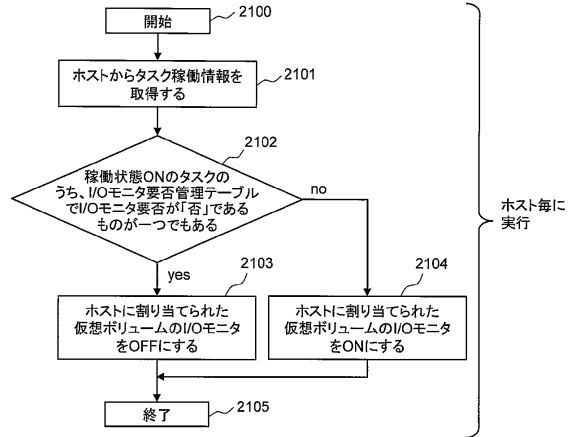 開始
2100
ホストからタスク稼働情報を
取得する
2101
2102
稼働状態ONのタスクの
うち、I/Oモニタ要否管理テーブル
でI/Oモニタ要否が「否」である
ものが一つでもある
no
yes
ホスト毎に
実行
2103
ホストに割り当てられた
仮想ボリュームのI/Oモニタ
をOFFにする
2104
ホストに割り当てられた
仮想ボリュームのI/Oモニタ
をONにする
終了
2105